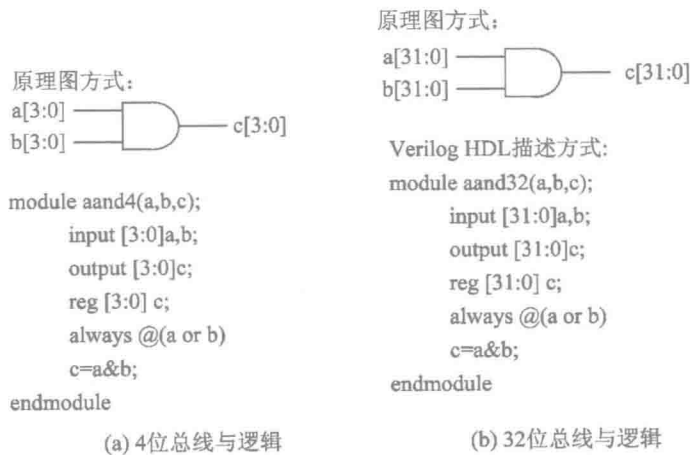 原理图方式：
a[3:0]
b[3:0]
c[3:0]
module aand4(a,b,c);
input [3:0]a,b;
output [3:0]c;
reg [3:0] c;
always @(a or b)
c=a&b;
endmodule
(a) 4位总线与逻辑
原理图方式：
a[31:0]
b[31:0]
c[31:0]
Verilog HDL描述方式:
module aand32(a,b,c);
input [31:0]a,b;
output [31:0]c;
reg [31:0] c;
always @(a or b)
c=a&b;
endmodule
(b) 32位总线与逻辑